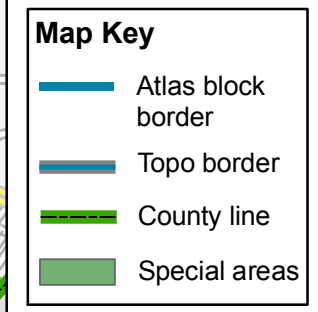 Map Key
Atlas block
border
Topo border
County line
Special areas